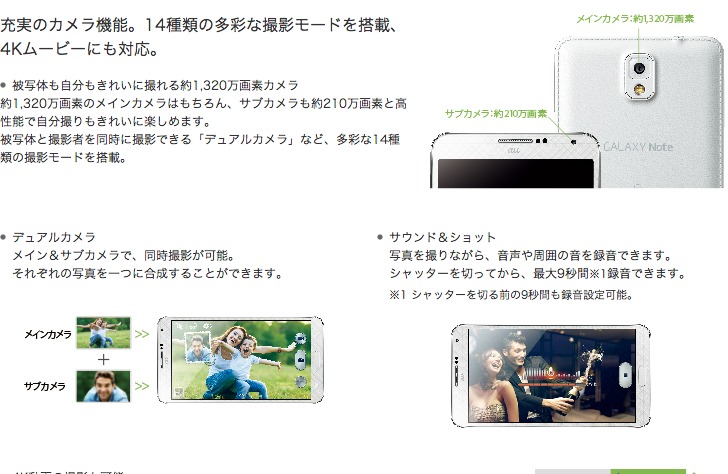 充実のカメラ機能。14種類の多彩な撮影モードを搭載、
4Kムービーにも対応。
● 被写体も自分もきれいに撮れる約1,320万画素カメラ
約1,320万画素のメインカメラはもちろん、サブカメラも約210万画素と高
性能で自分撮りもきれいに楽しめます。
被写体と撮影者を同時に撮影できる「デュアルカメラ」など、多彩な14種
類の撮影モードを搭載。
メインカメラ：約1,320万画素
サブカメラ：約210万画素
au
GALAXY Note
● デュアルカメラ
メイン＆サブカメラで、同時撮影が可能。
それぞれの写真を一つに合成することができます。
メインカメラ >>
+
サブカメラ >>
● サウンド＆ショット
写真を撮りながら、音声や周囲の音を録音できます。
シャッターを切ってから、最大9秒間※1録音できます。
※1 シャッターを切る前の9秒間も録音設定可能。
au